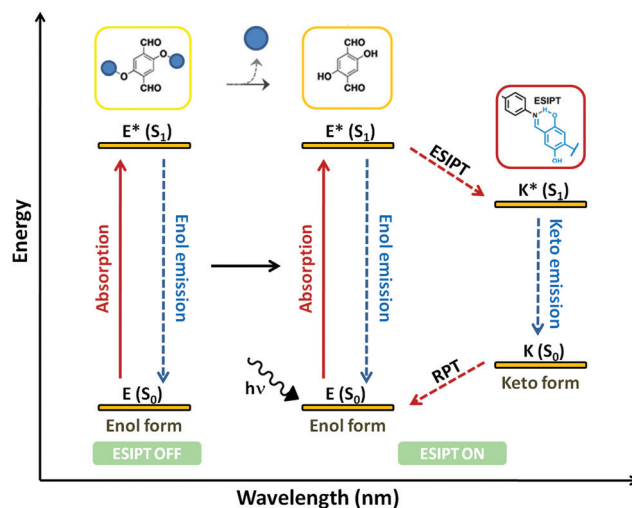 CHO
O
O
CHO
CHO
OH
HO
CHO
ESIPT
N
H
O
OH
E* (S1)
E* (S1)
K* (S1)
ESIPT
Energy
Absorption
Enol emission
Absorption
Enol emission
Keto emission
K (S0)
Keto form
RPT
hν
E (S0)
E (S0)
Enol form
Enol form
ESIPT OFF
ESIPT ON
Wavelength (nm)